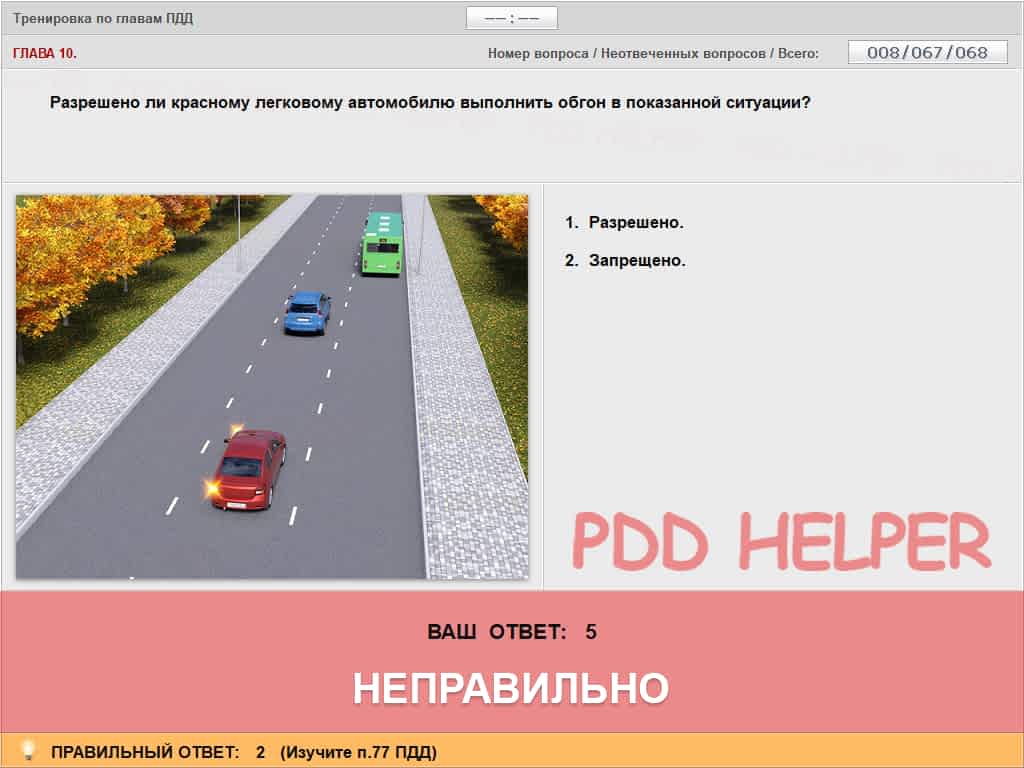 Тренировка по главам ПДД
—— : ——
ГЛАВА 10.
Номер вопроса / Неотвеченных вопросов / Всего:
008/067/068
Разрешено ли красному легковому автомобилю выполнить обгон в показанной ситуации?
1. Разрешено.
2. Запрещено.
PDD HELPER
ВАШ ОТВЕТ: 5
НЕПРАВИЛЬНО
ПРАВИЛЬНЫЙ ОТВЕТ: 2 (Изучите п.77 ПДД)